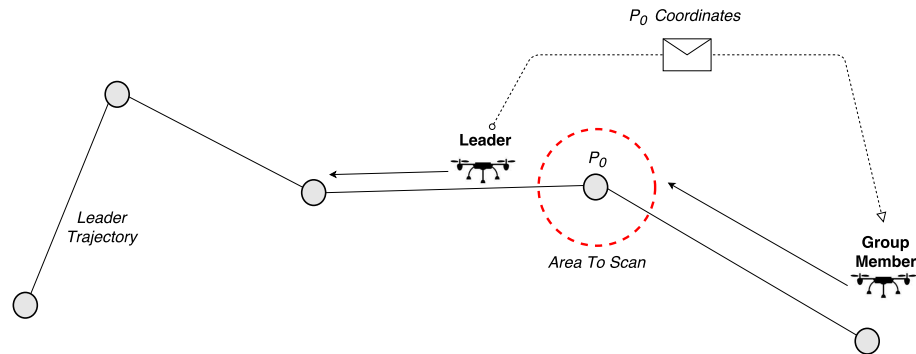 P0 Coordinates
Leader
P0
Leader
Trajectory
Area To Scan
Group
Member